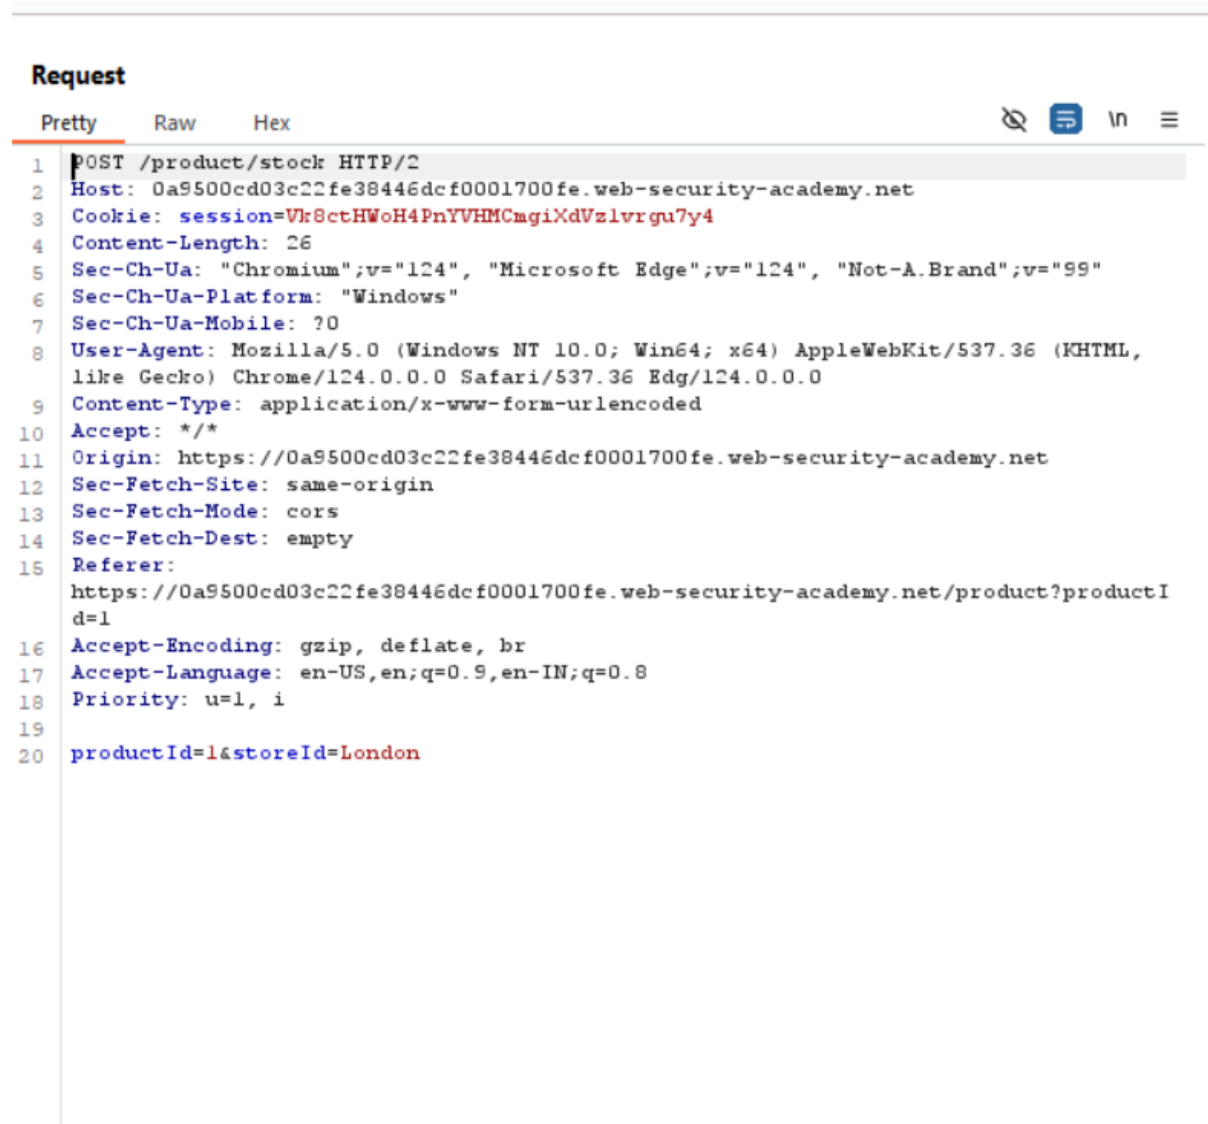 Request
Pretty Raw Hex \n
1 POST /product/stock HTTP/2
2 Host: 0a9500cd03c22fe38446dcf0001700fe.web-security-academy.net
3 Cookie: session=Vk8ctHWoH4PnYVHMCmgiXdVzlvrgu7y4
4 Content-Length: 26
5 Sec-Ch-Ua: "Chromium";v="124", "Microsoft Edge";v="124", "Not-A.Brand";v="99"
6 Sec-Ch-Ua-Platform: "Windows"
7 Sec-Ch-Ua-Mobile: ?0
8 User-Agent: Mozilla/5.0 (Windows NT 10.0; Win64; x64) AppleWebKit/537.36 (KHTML,
like Gecko) Chrome/124.0.0.0 Safari/537.36 Edg/124.0.0.0
9 Content-Type: application/x-www-form-urlencoded
10 Accept: */*
11 Origin: https://0a9500cd03c22fe38446dcf0001700fe.web-security-academy.net
12 Sec-Fetch-Site: same-origin
13 Sec-Fetch-Mode: cors
14 Sec-Fetch-Dest: empty
15 Referer:
https://0a9500cd03c22fe38446dcf0001700fe.web-security-academy.net/product?productI
d=1
16 Accept-Encoding: gzip, deflate, br
17 Accept-Language: en-US,en;q=0.9,en-IN;q=0.8
18 Priority: u=1, i
19
20 productId=1&storeId=London